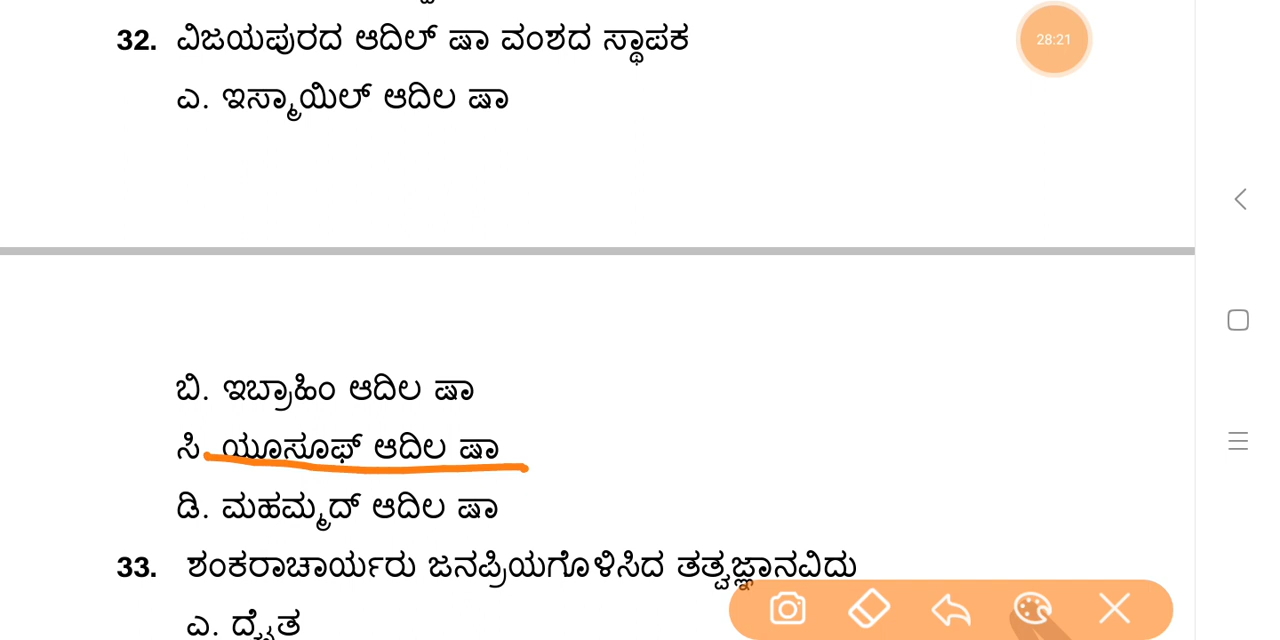 32. ವಿಜಯಪುರದ ಆದಿಲ್ ಷಾ ವಂಶದ ಸ್ಥಾಪಕ
28:21
ಎ. ಇಸ್ಮಾಯಿಲ್ ಆದಿಲ ಷಾ
ಬಿ. ಇಬ್ರಾಹಿಂ ಆದಿಲ ಷಾ
ಸಿ. ಯೂಸೂಫ್ ಆದಿಲ ಷಾ
ಡಿ. ಮಹಮ್ಮದ್ ಆದಿಲ ಷಾ
33. ಶಂಕರಾಚಾರ್ಯರು ಜನಪ್ರಿಯಗೊಳಿಸಿದ ತತ್ವಜ್ಞಾನವಿದು
ಎ. ದ್ವೈತ